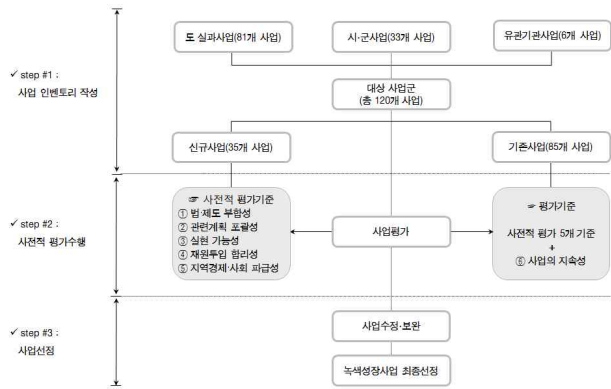 도 실과사업(81개 사업)
시·군사업(33개 사업)
유관기관사업(6개 사업)
✓ step #1 :
사업 인벤토리 작성
대상 사업군
(총 120개 사업)
신규사업(35개 사업)
기존사업(85개 사업)
✓ step #2 :
사전적 평가수행
☞ 사전적 평가기준
① 법·제도 부합성
② 관련계획 포괄성
③ 실현 가능성
④ 재원투입 합리성
⑤ 지역경제·사회 파급성
사업평가
☞ 평가기준
사전적 평가 5개 기준
+
⑥ 사업의 지속성
✓ step #3 :
사업선정
사업수정·보완
녹색성장사업 최종선정